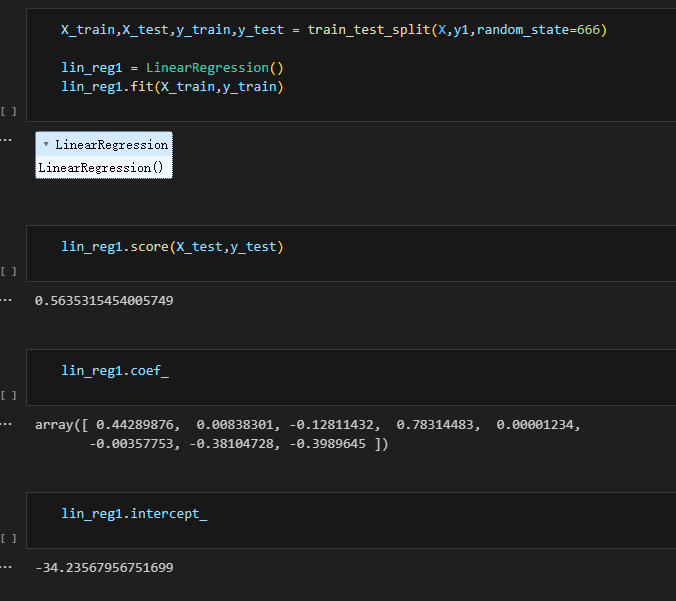 X_train,X_test,y_train,y_test = train_test_split(X,y1,random_state=666)
lin_reg1 = LinearRegression()
lin_reg1.fit(X_train,y_train)
[ ]
...
▾ LinearRegression
LinearRegression()
lin_reg1.score(X_test,y_test)
[ ]
...
0.5635315454005749
lin_reg1.coef_
[ ]
...
array([ 0.44289876,  0.00838301, -0.12811432,  0.78314483,  0.00001234,
-0.00357753, -0.38104728, -0.3989645 ])
lin_reg1.intercept_
[ ]
...
-34.23567956751699